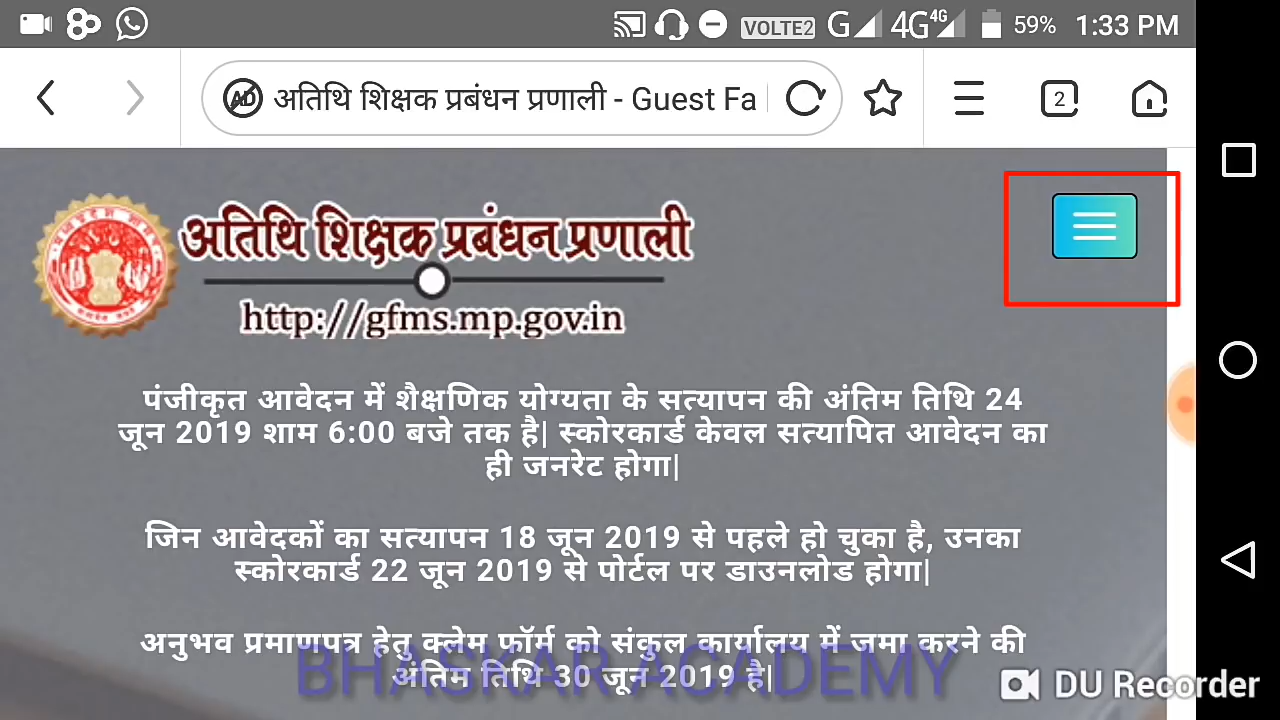 VOLTE2 G 4G 4G 59% 1:33 PM
AD अतिथि शिक्षक प्रबंधन प्रणाली - Guest Fa
2
अतिथि शिक्षक प्रबंधन प्रणाली
http://gfms.mp.gov.in
पंजीकृत आवेदन में शैक्षणिक योग्यता के सत्यापन की अंतिम तिथि 24
जून 2019 शाम 6:00 बजे तक है| स्कोरकार्ड केवल सत्यापित आवेदन का
ही जनरेट होगा|
जिन आवेदकों का सत्यापन 18 जून 2019 से पहले हो चुका है, उनका
स्कोरकार्ड 22 जून 2019 से पोर्टल पर डाउनलोड होगा|
अनुभव प्रमाणपत्र हेतु क्लेम फॉर्म को संकुल कार्यालय में जमा करने की
अंतिम तिथि 30 जून 2019 है|
BHASKAR ACADEMY
DU Recorder